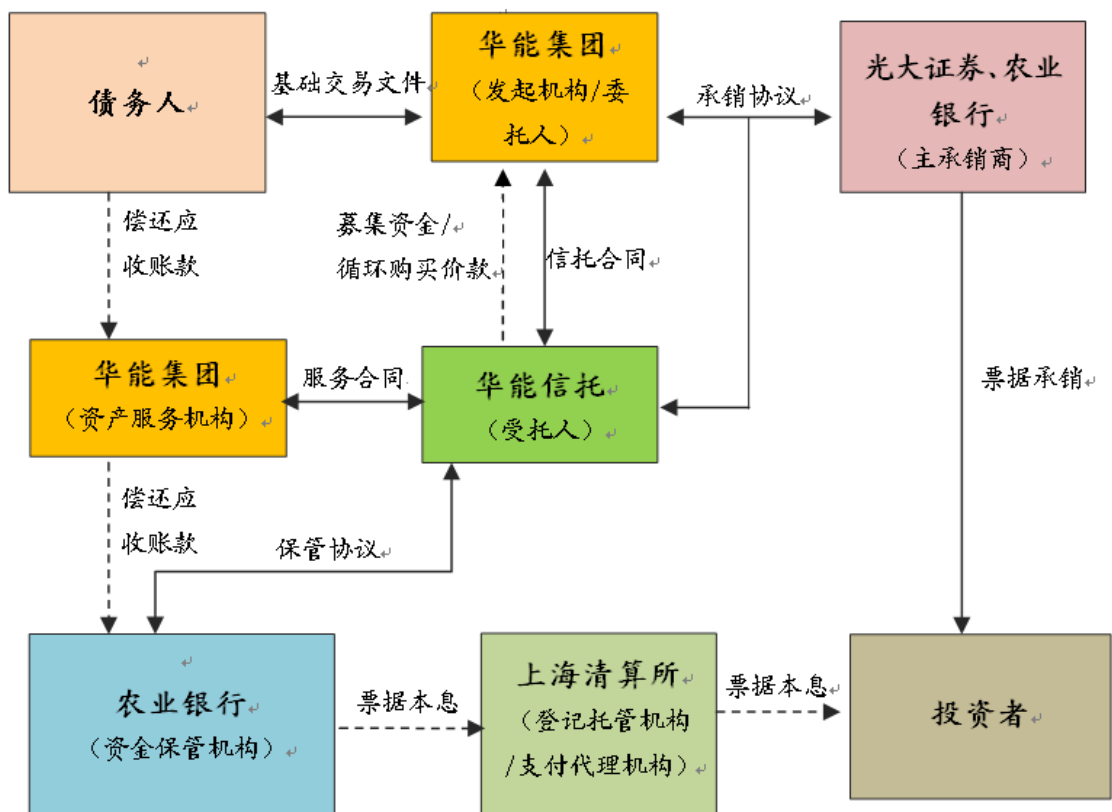 债务人
基础交易文件
华能集团
（发起机构/委
托人）
承销协议
光大证券、农业
银行
（主承销商）
偿还应
收账款
募集资金/
循环购买价款
信托合同
华能集团
（资产服务机构）
服务合同
华能信托
（受托人）
票据承销
偿还应
收账款
保管协议
农业银行
（资金保管机构）
票据本息
上海清算所
（登记托管机构
/支付代理机构）
票据本息
投资者